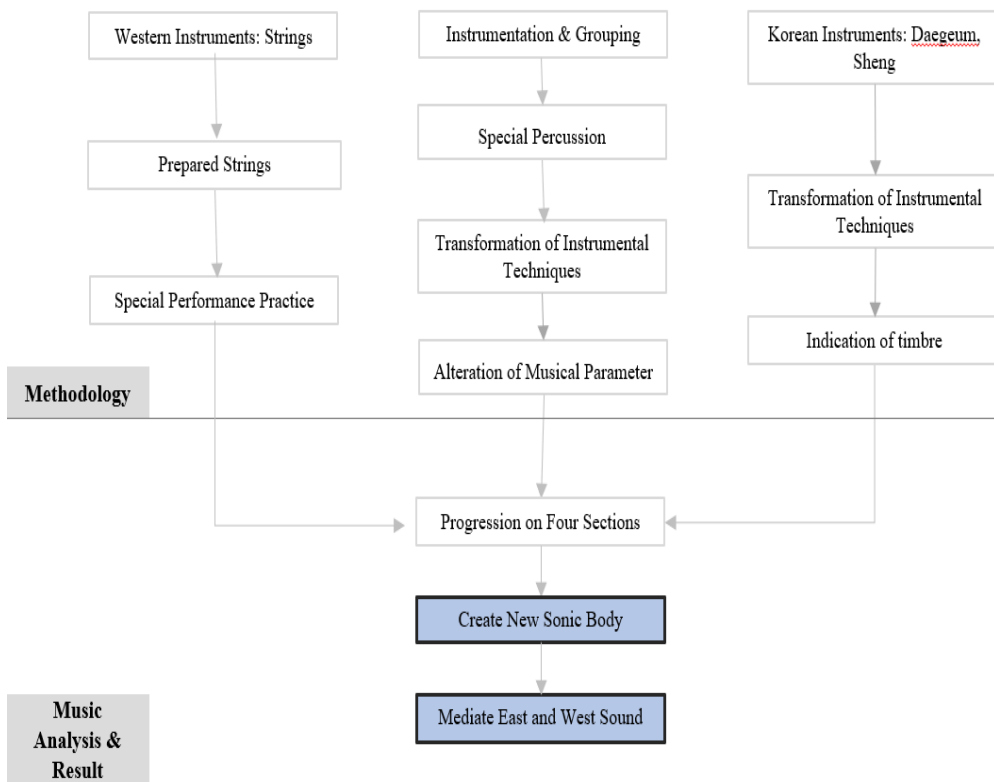 Western Instruments: Strings
Prepared Strings
Special Performance Practice
Instrumentation & Grouping
Special Percussion
Transformation of Instrumental
Techniques
Alteration of Musical Parameter
Korean Instruments: Daegeum,
Sheng
Transformation of Instrumental
Techniques
Indication of timbre
Methodology
Progression on Four Sections
Create New Sonic Body
Mediate East and West Sound
Music
Analysis &
Result